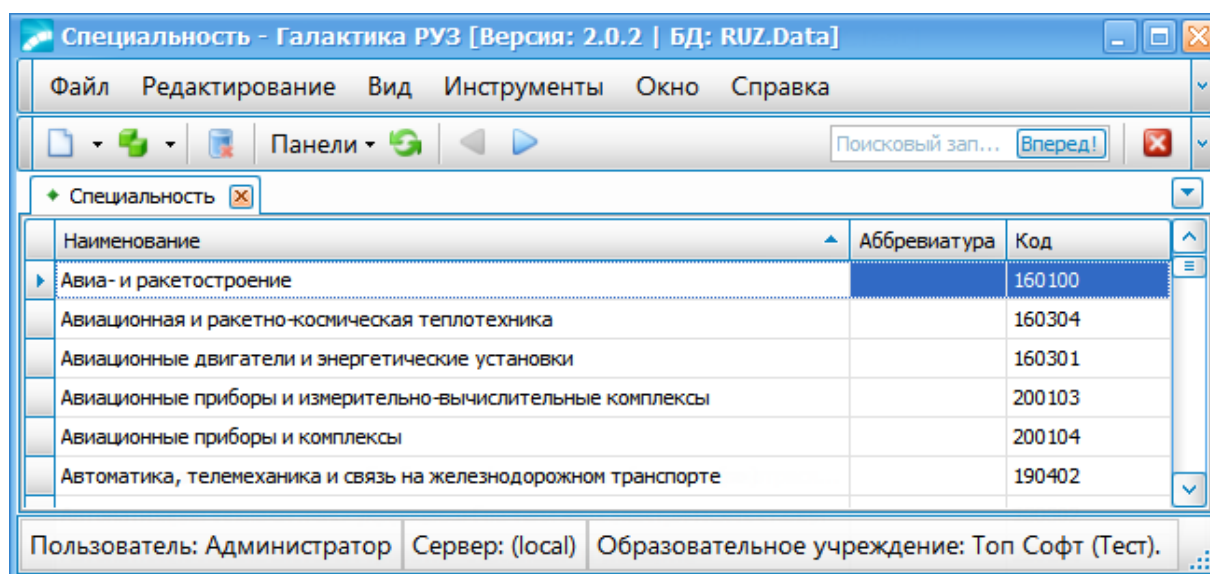 Специальность - Галактика РУЗ [Версия: 2.0.2 | БД: RUZ.Data]
Файл Редактирование Вид Инструменты Окно Справка
Панели Поисковый зап... Вперед!
Специальность
Наименование Аббревиатура Код
Авиа- и ракетостроение 160100
Авиационная и ракетно-космическая теплотехника 160304
Авиационные двигатели и энергетические установки 160301
Авиационные приборы и измерительно-вычислительные комплексы 200103
Авиационные приборы и комплексы 200104
Автоматика, телемеханика и связь на железнодорожном транспорте 190402
Пользователь: Администратор Сервер: (local) Образовательное учреждение: Топ Софт (Тест).